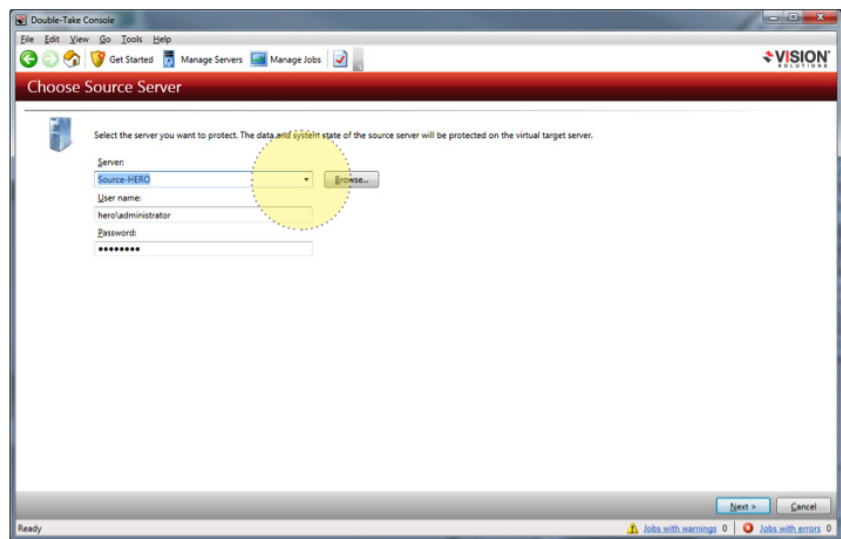 Double-Take Console
File Edit View Go Tools Help
Get Started Manage Servers Manage Jobs
VISION
SOLUTIONS
Choose Source Server
Select the server you want to protect. The data and system state of the source server will be protected on the virtual target server.
Server:
Source-HERO Browse...
User name:
hero\administrator
Password:
••••••••
Next > Cancel
Ready Jobs with warnings 0 Jobs with errors 0